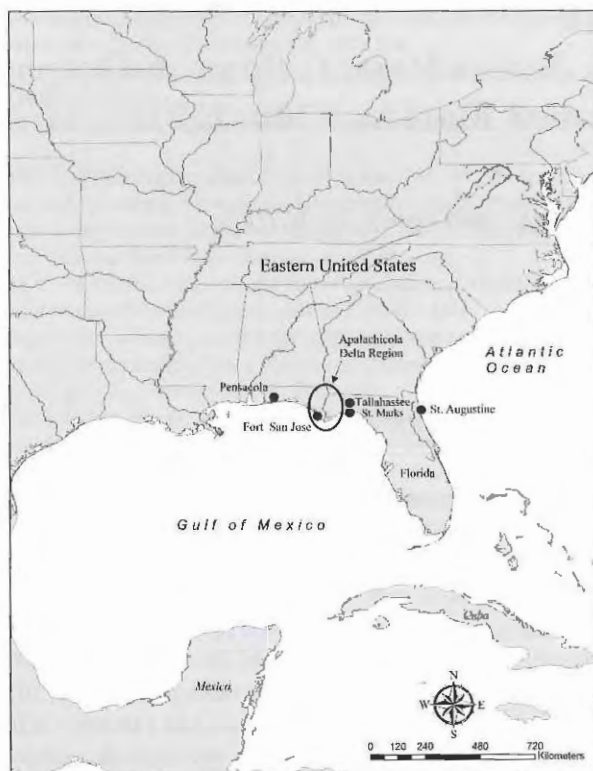 Eastern United States
Apalachicola
Delta Region
Atlantic
Ocean
Pensacola
Tallahassee
St. Marks
St. Augustine
Fort San Jose
Florida
Gulf of Mexico
Cuba
Mexico
N
W E
S
0 120 240 480 720
Kilometers